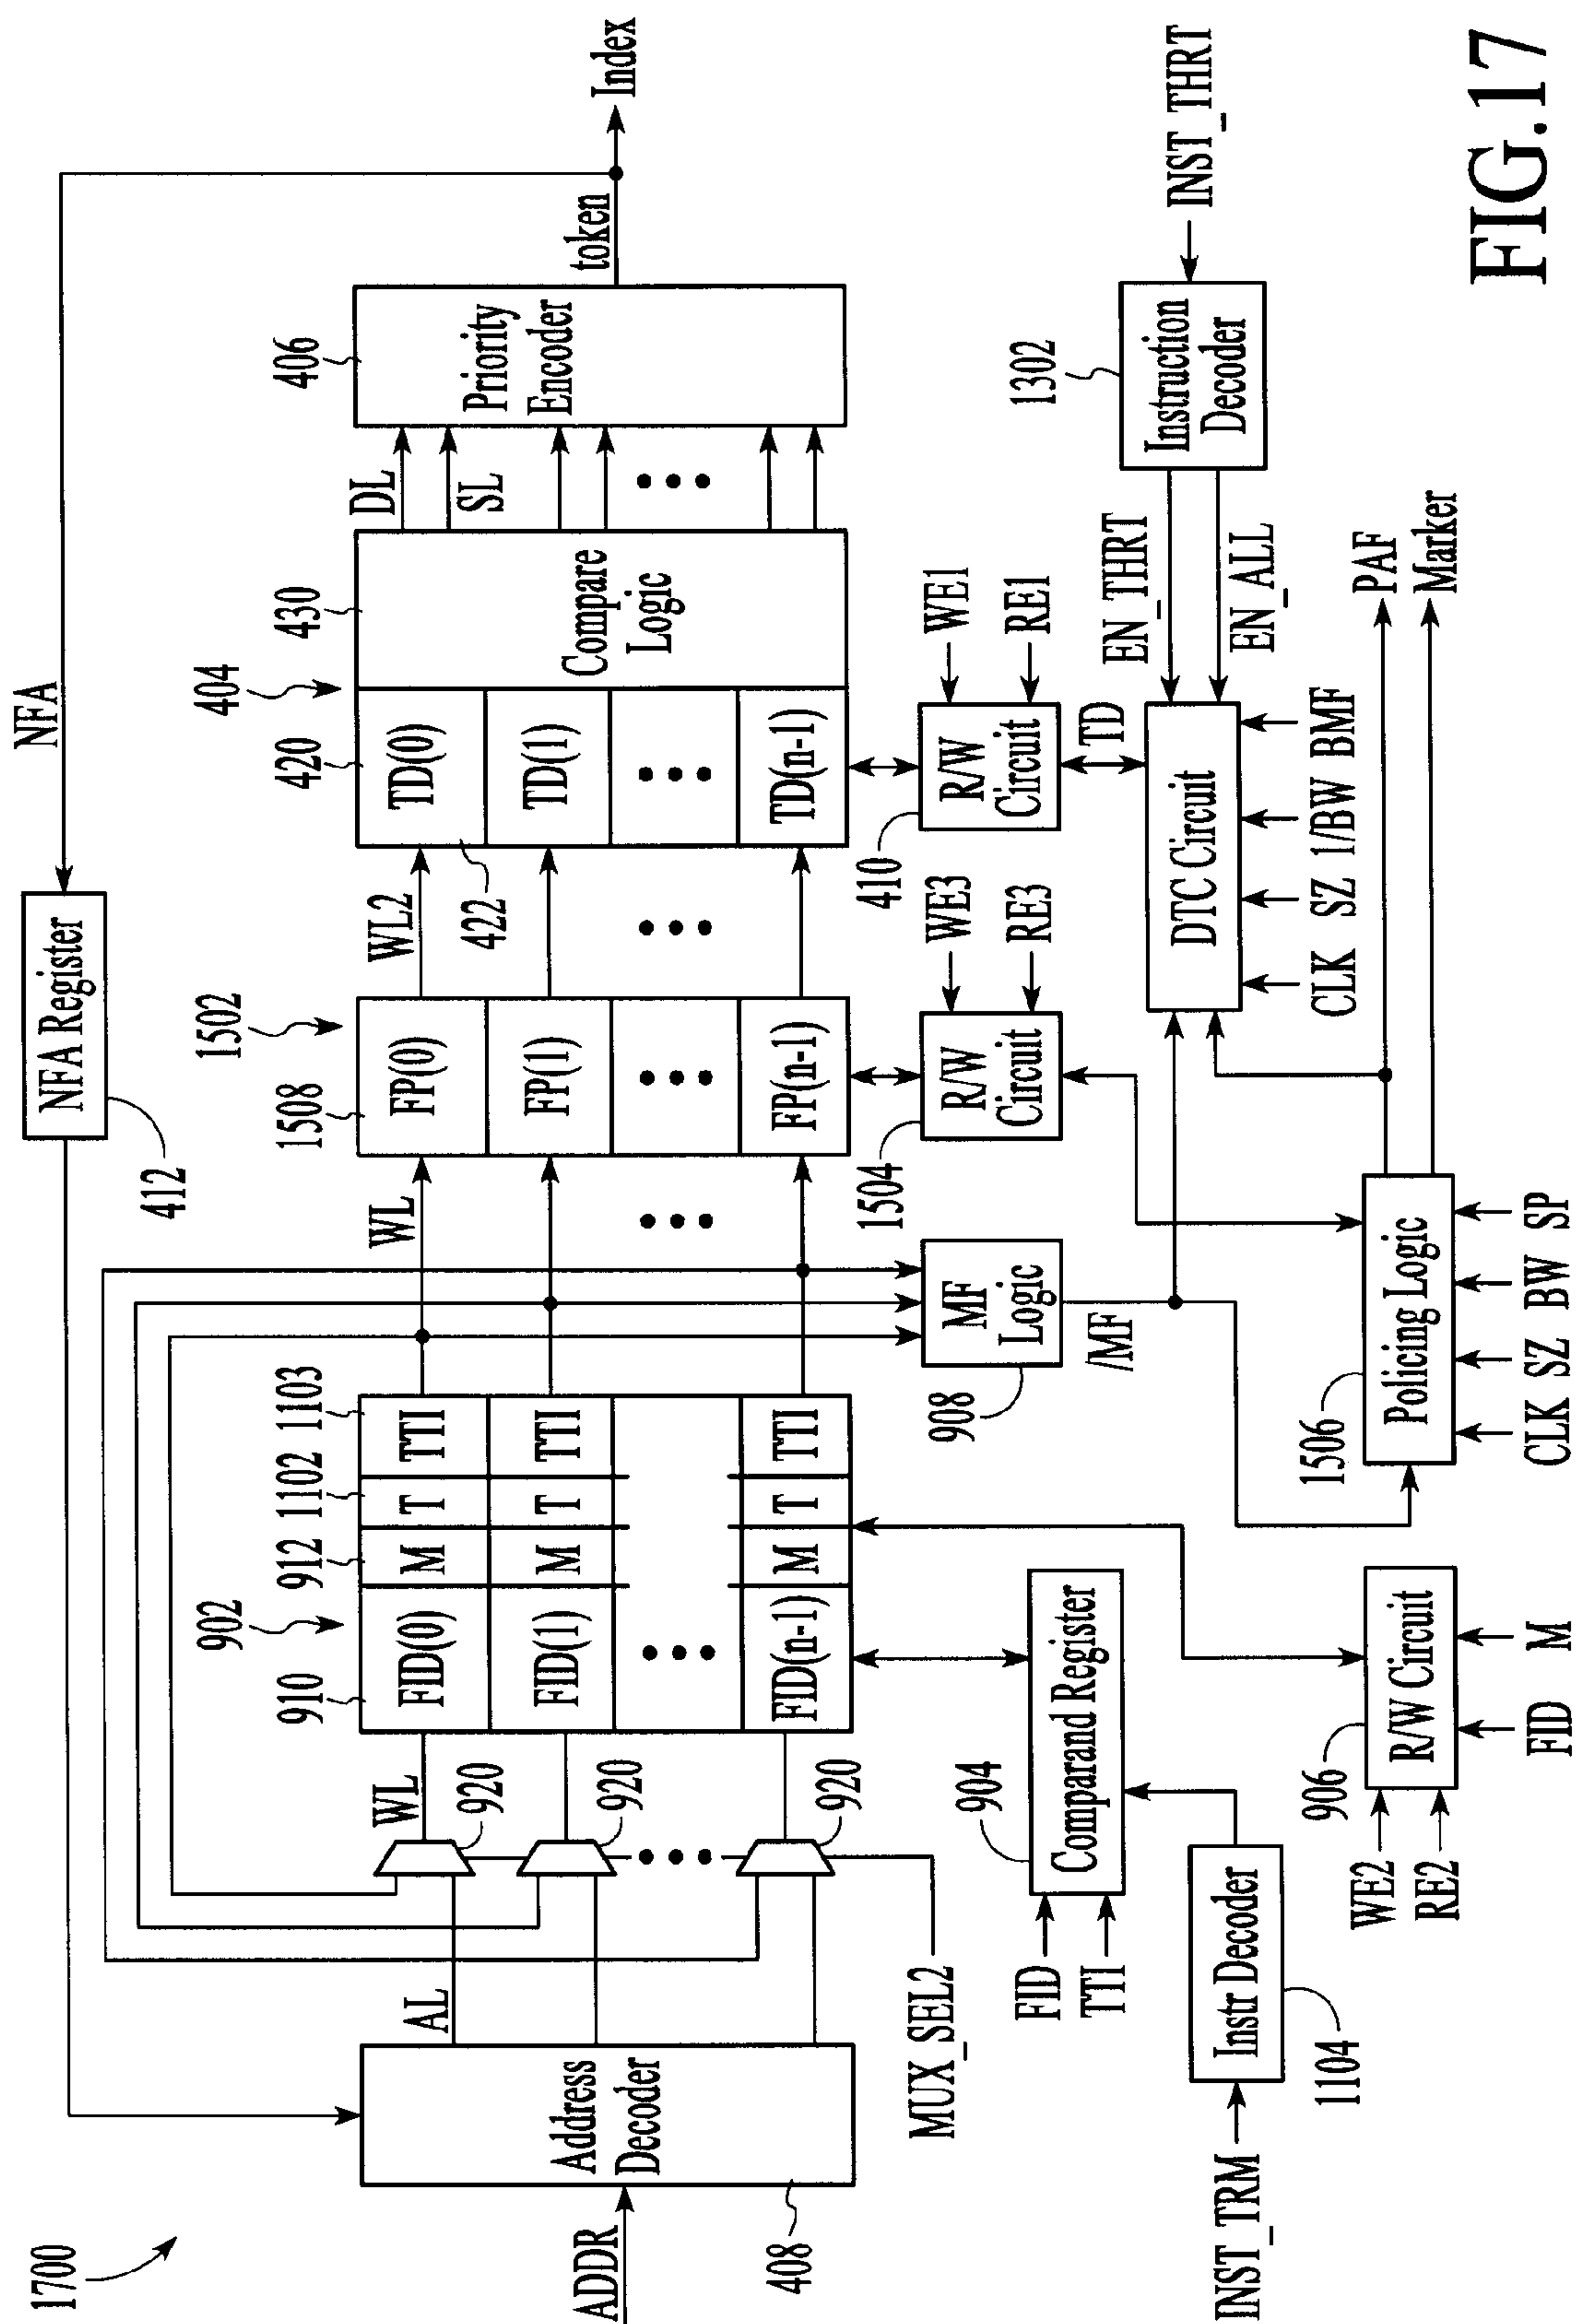 1700
ADDR
Address
Decoder
408
AL
NFA
NFA Register
412
WL
920
920
920
MUX_SEL2
902
910
912
1102
1103
FID(0)
M
T
TTI
FID(1)
M
T
TTI
FID(n-1)
M
T
TTI
WL
1502
1508
FP(0)
FP(1)
FP(n-1)
WL2
422
404
420
430
TD(0)
TD(1)
TD(n-1)
Compare
Logic
DL
SL
406
Priority
Encoder
token
Index
INST_TRM
Instr Decoder
1104
FID
TTI
904
Comparand Register
906
R/W Circuit
WE2
RE2
FID
M
MF
Logic
908
/MF
1504
R/W
Circuit
WE3
RE3
410
R/W
Circuit
WE1
RE1
TD
1506
Policing Logic
CLK
SZ
BW
SP
DTC Circuit
CLK
SZ
1/BW
BMF
EN_THRT
EN_ALL
1302
Instruction
Decoder
INST_THRT
PAF
Marker
FIG.17